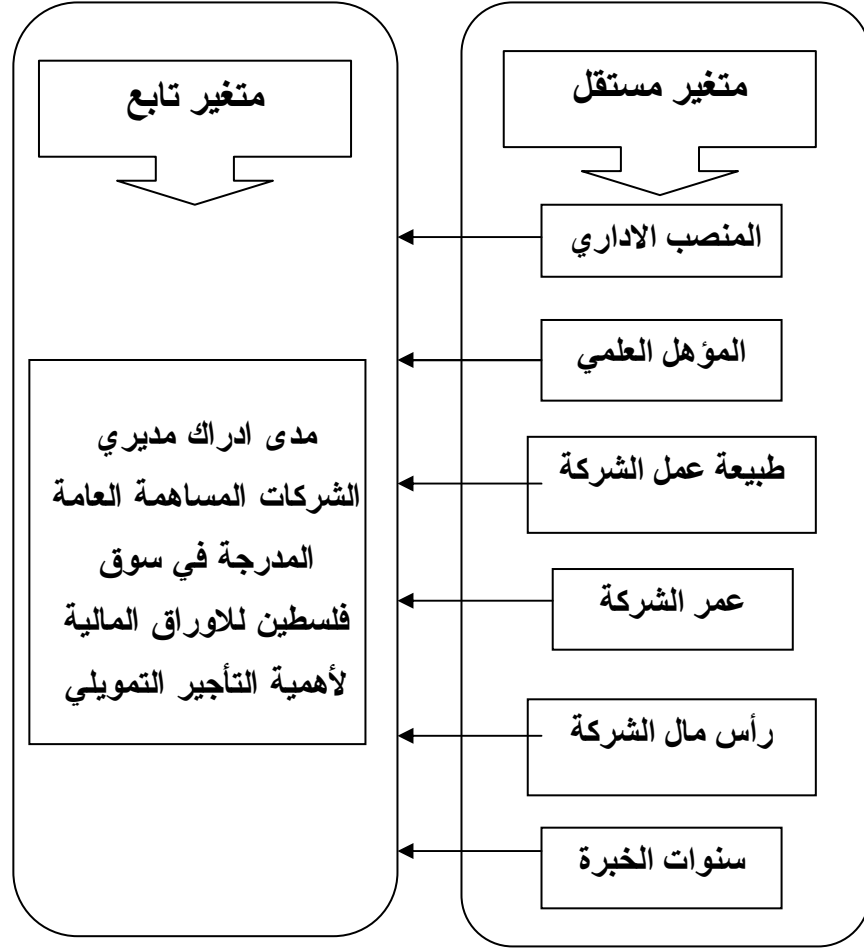 متغير مستقل
المنصب الاداري
المؤهل العلمي
طبيعة عمل الشركة
عمر الشركة
رأس مال الشركة
سنوات الخبرة
متغير تابع
مدى ادراك مديري
الشركات المساهمة العامة
المدرجة في سوق
فلسطين للاوراق المالية
لأهمية التأجير التمويلي